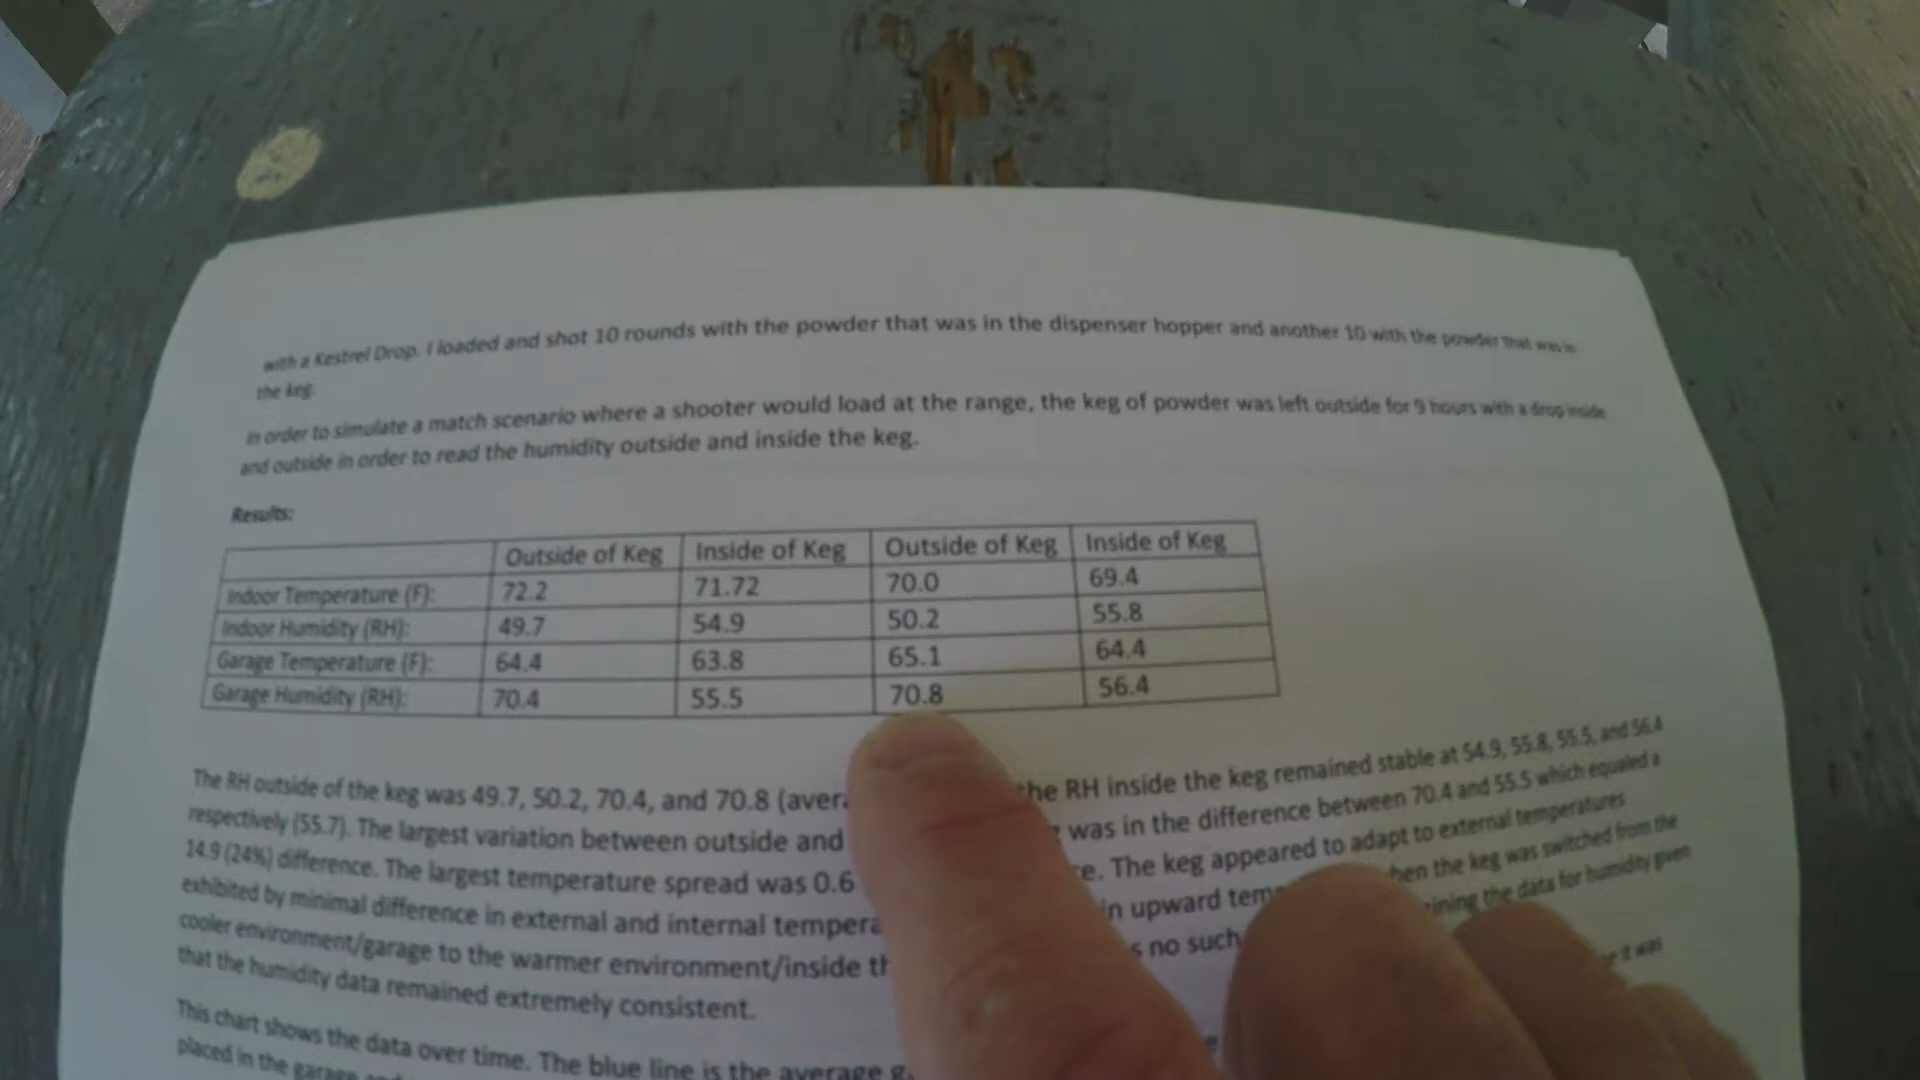 with a Kestrel Drop. I loaded and shot 10 rounds with the powder that was in the dispenser hopper and another 10 with the powder that was in
the keg.
In order to simulate a match scenario where a shooter would load at the range, the keg of powder was left outside for 9 hours with a drop inside
and outside in order to read the humidity outside and inside the keg.
Results:
Outside of Keg Inside of Keg Outside of Keg Inside of Keg
Indoor Temperature (F): 72.2 71.72 70.0 69.4
Indoor Humidity (RH): 49.7 54.9 50.2 55.8
Garage Temperature (F): 64.4 63.8 65.1 64.4
Garage Humidity (RH): 70.4 55.5 70.8 56.4
The RH outside of the keg was 49.7, 50.2, 70.4, and 70.8 the RH inside the keg remained stable at 54.9, 55.8, 55.5, and 56.4
respectively (55.7). The largest variation between outside and was in the difference between 70.4 and 55.5 which equaled a
14.9 (24%) difference. The largest temperature spread was 0.6 The keg appeared to adapt to external temperatures
exhibited by minimal difference in external and internal in upward when the keg was switched from the
cooler environment/garage to the warmer environment/inside no such the data for humidity given
that the humidity data remained extremely consistent. it was
This chart shows the data over time. The blue line is the average
placed in the garage